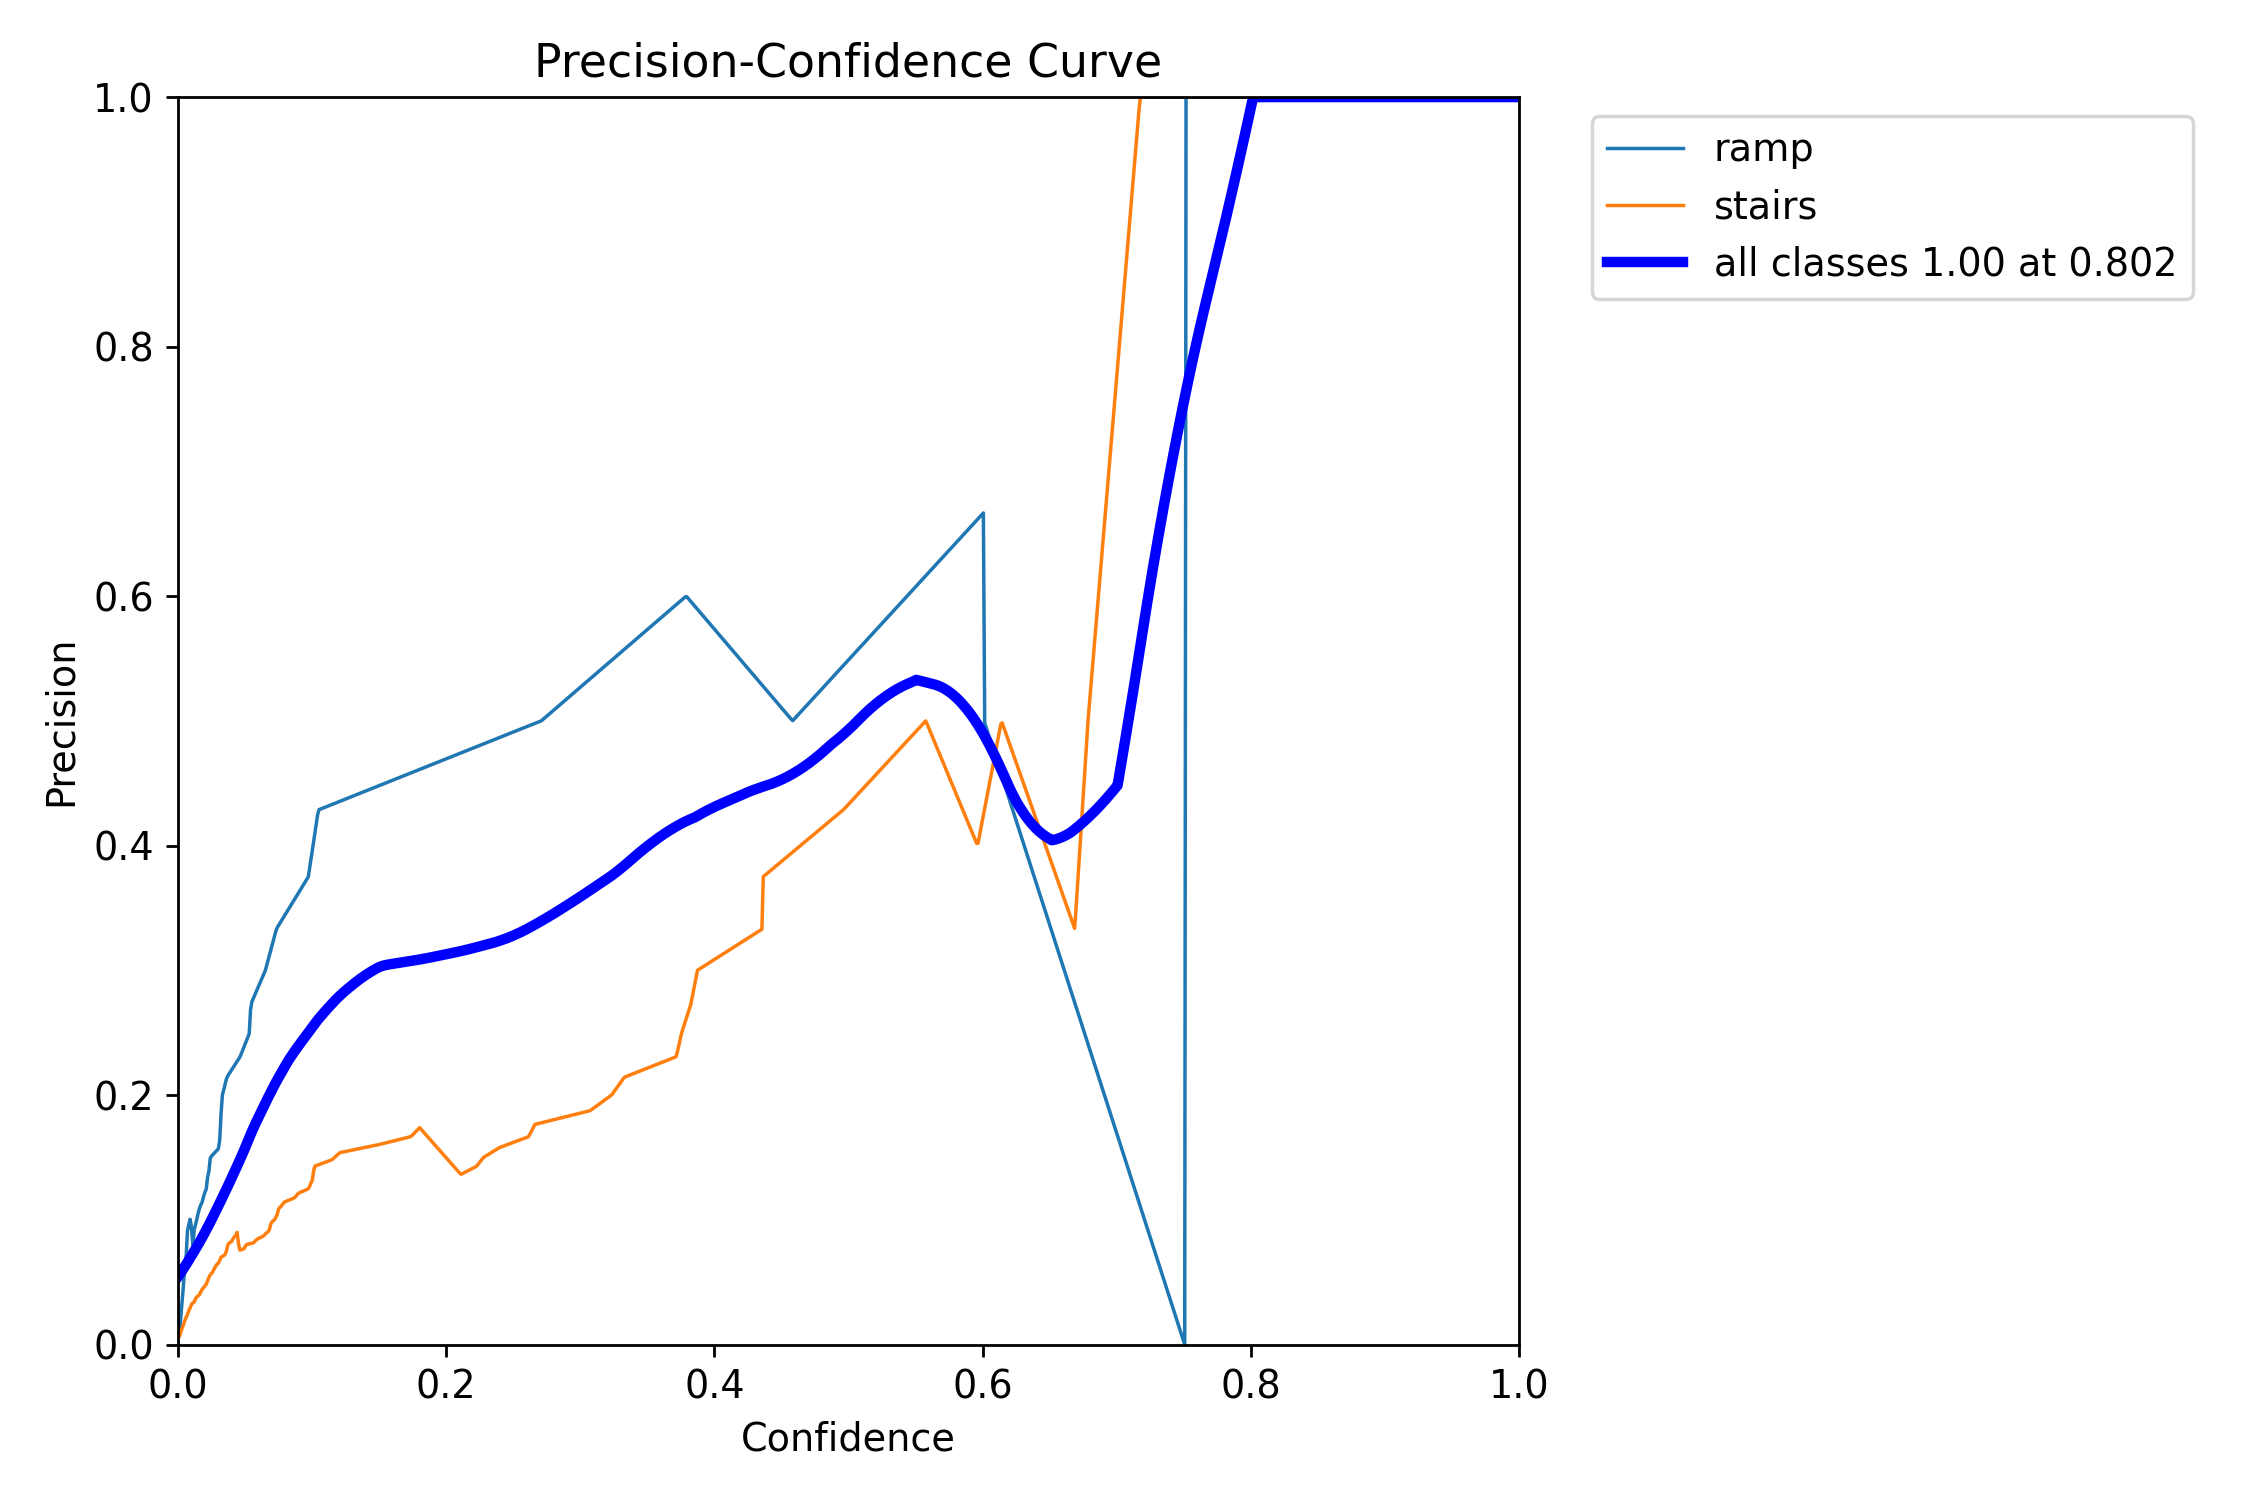 Precision-Confidence Curve
1.0
0.8
0.6
0.4
0.2
0.0
Precision
0.0 0.2 0.4 0.6 0.8 1.0
Confidence
ramp
stairs
all classes 1.00 at 0.802